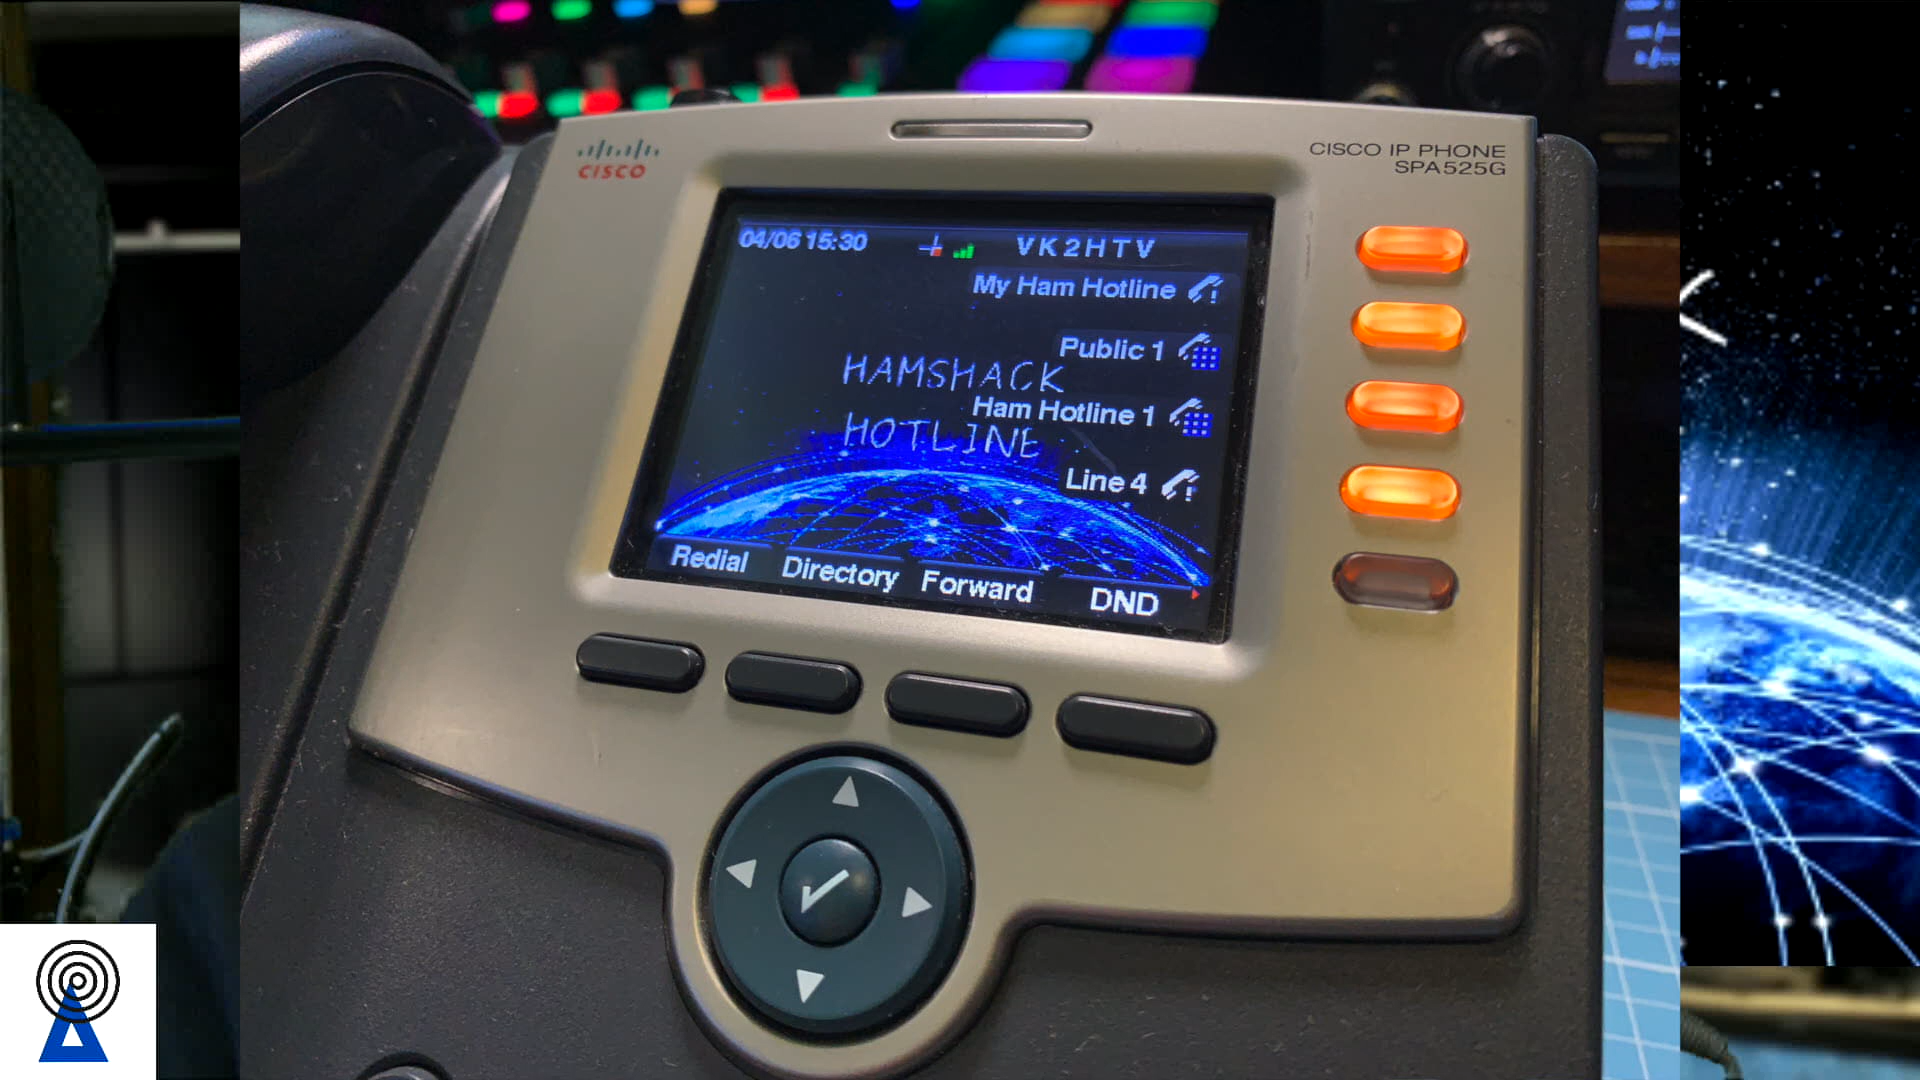 CISCO
CISCO IP PHONE
SPA525G
04/06 15:30
VK2HTV
My Ham Hotline
Public 1
HAMSHACK
Ham Hotline 1
HOTLINE
Line 4
Redial Directory Forward DND